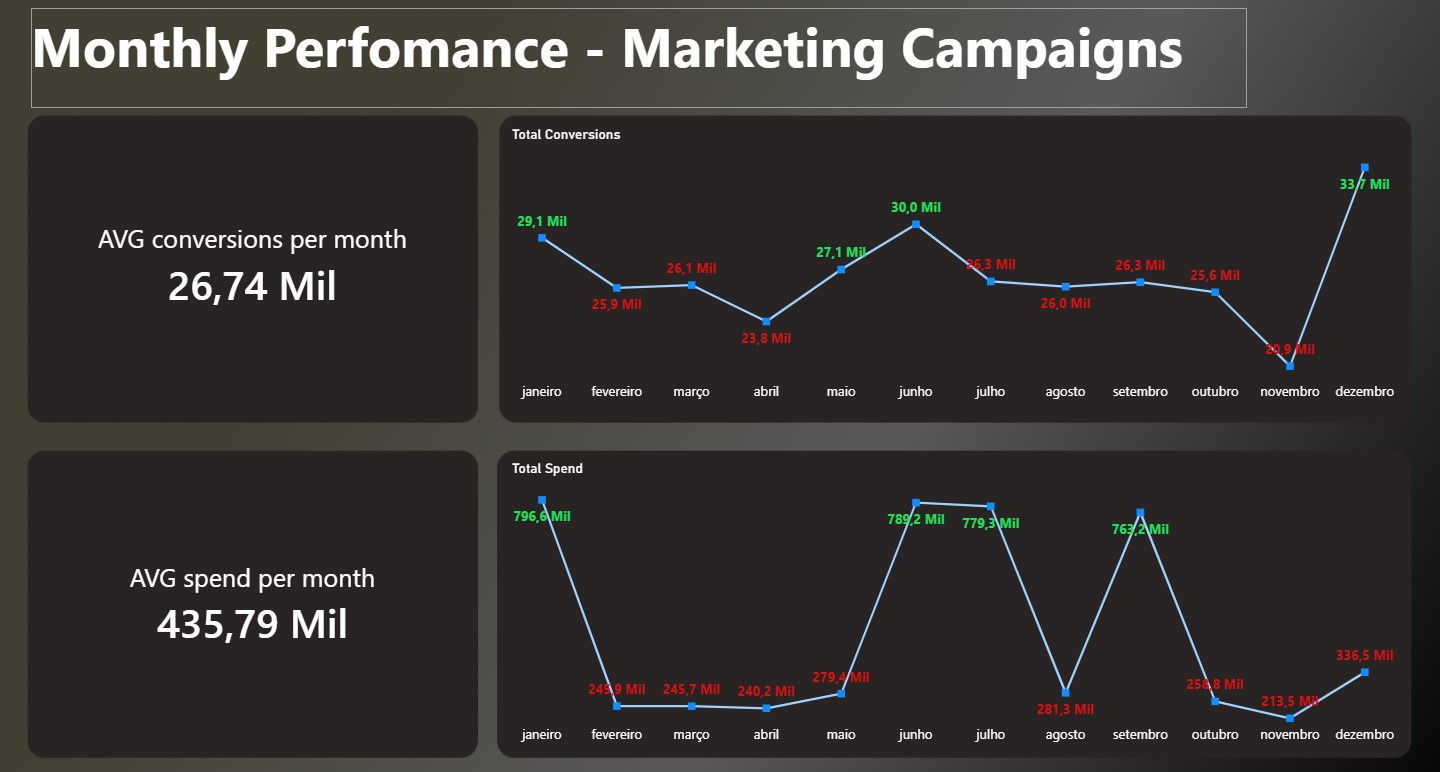 Monthly Perfomance - Marketing Campaigns
AVG conversions per month
26,74 Mil
Total Conversions
29,1 Mil
25,9 Mil
26,1 Mil
23,8 Mil
27,1 Mil
30,0 Mil
26,3 Mil
26,0 Mil
26,3 Mil
25,6 Mil
20,9 Mil
33,7 Mil
janeiro fevereiro março abril maio junho julho agosto setembro outubro novembro dezembro
AVG spend per month
435,79 Mil
Total Spend
796,6 Mil
245,9 Mil
245,7 Mil
240,2 Mil
279,4 Mil
789,2 Mil
779,3 Mil
281,3 Mil
763,2 Mil
258,8 Mil
213,5 Mil
336,5 Mil
janeiro fevereiro março abril maio junho julho agosto setembro outubro novembro dezembro